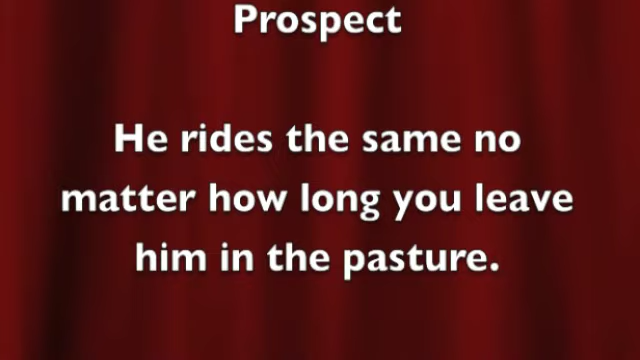 Prospect
He rides the same no
matter how long you leave
him in the pasture.